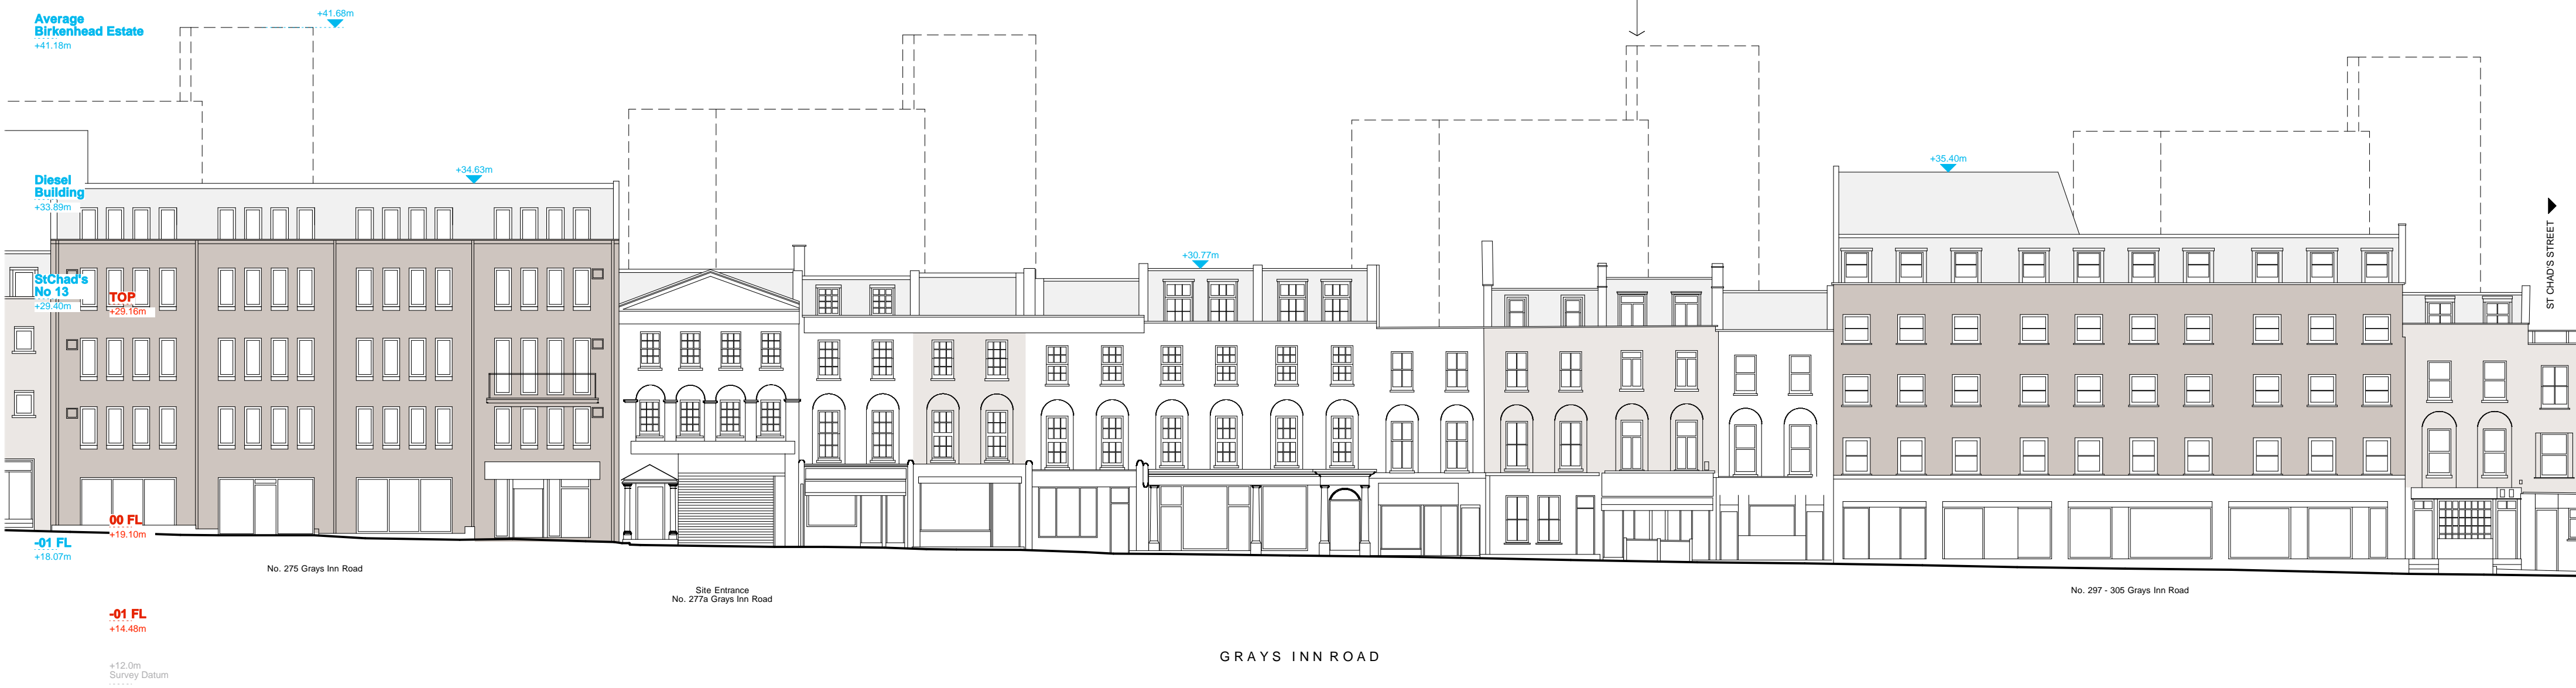 Average
Birkenhead Estate
+41.18m
+41.68m
Diesel
Building
+33.89m
+34.63m
StChad's
No 13
+29.40m
TOP
+29.16m
+30.77m
+35.40m
ST CHAD'S STREET
00 FL
+19.10m
-01 FL
+18.07m
No. 275 Grays Inn Road
Site Entrance
No. 277a Grays Inn Road
No. 297 - 305 Grays Inn Road
-01 FL
+14.48m
GRAYS INN ROAD
+12.0m
Survey Datum